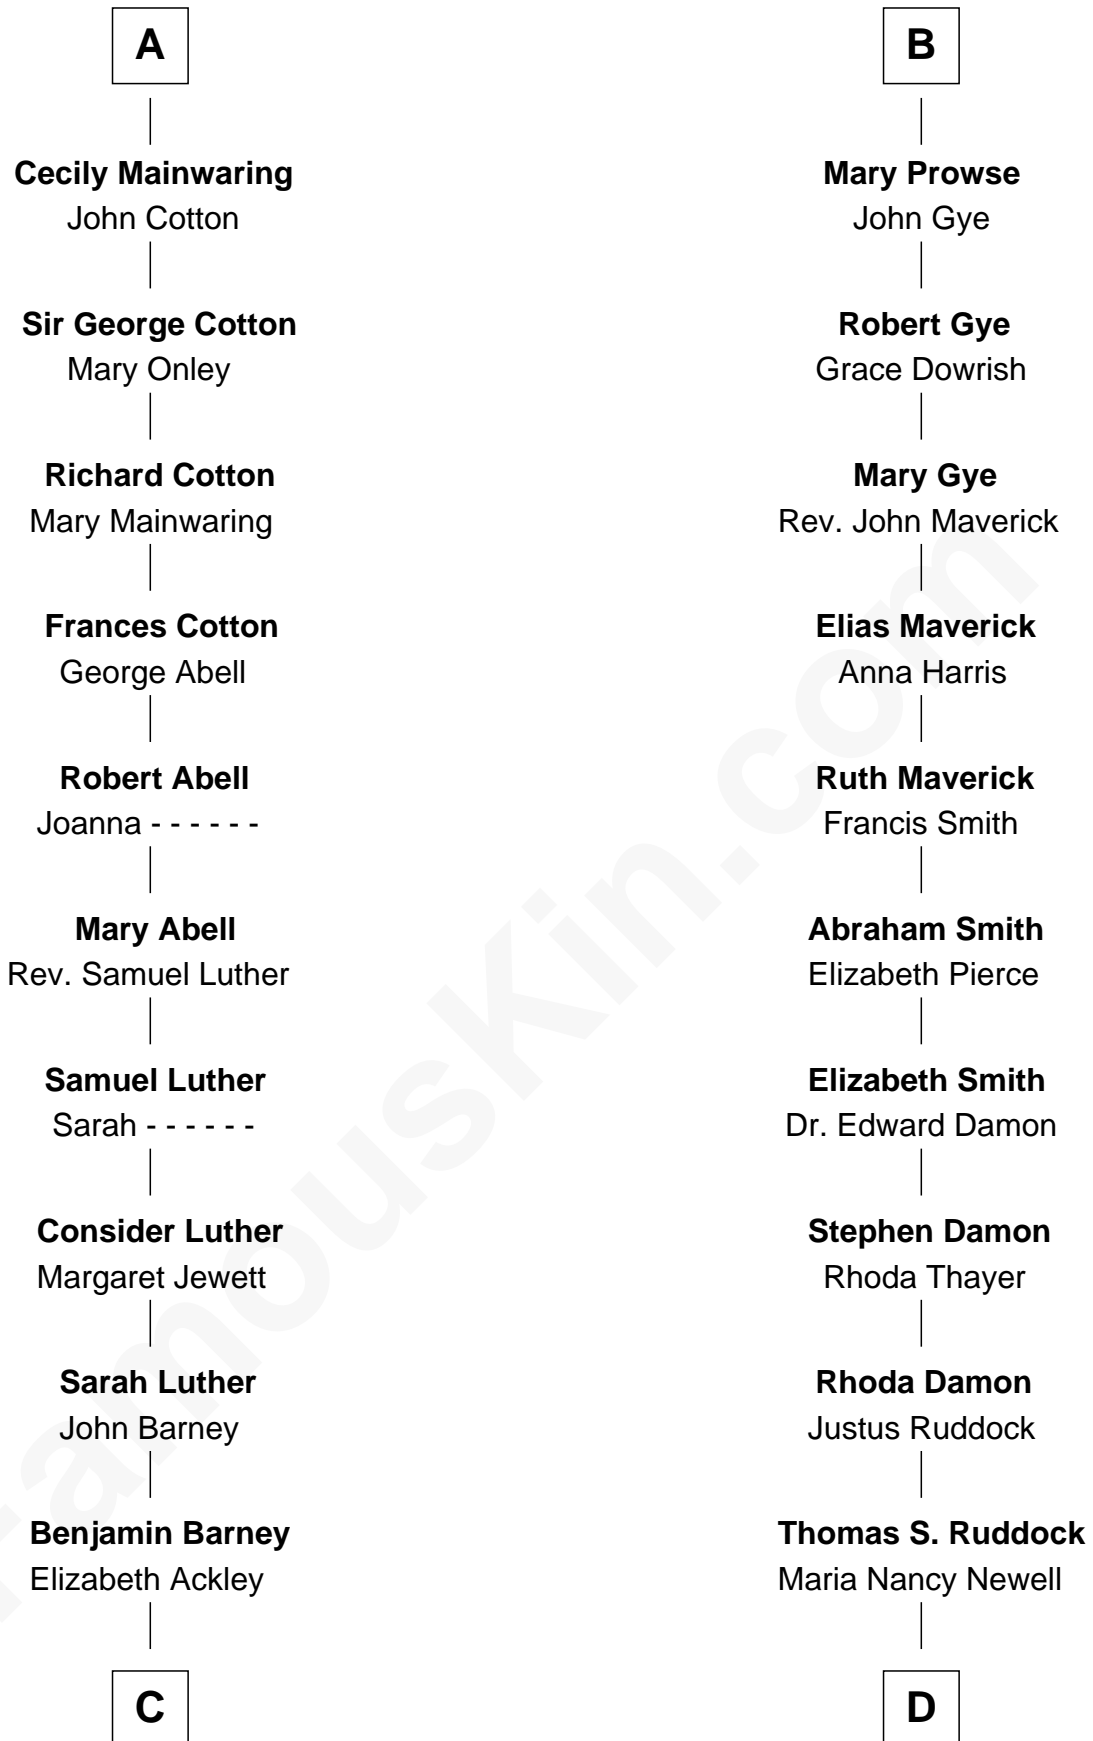 A
Cecily Mainwaring
John Cotton
Sir George Cotton
Mary Onley
Richard Cotton
Mary Mainwaring
Frances Cotton
George Abell
Robert Abell
Joanna - - - - - -
Mary Abell
Rev. Samuel Luther
Samuel Luther
Sarah - - - - - -
Consider Luther
Margaret Jewett
Sarah Luther
John Barney
Benjamin Barney
Elizabeth Ackley
C
B
Mary Prowse
John Gye
Robert Gye
Grace Dowrish
Mary Gye
Rev. John Maverick
Elias Maverick
Anna Harris
Ruth Maverick
Francis Smith
Abraham Smith
Elizabeth Pierce
Elizabeth Smith
Dr. Edward Damon
Stephen Damon
Rhoda Thayer
Rhoda Damon
Justus Ruddock
Thomas S. Ruddock
Maria Nancy Newell
D
FamousKin.com